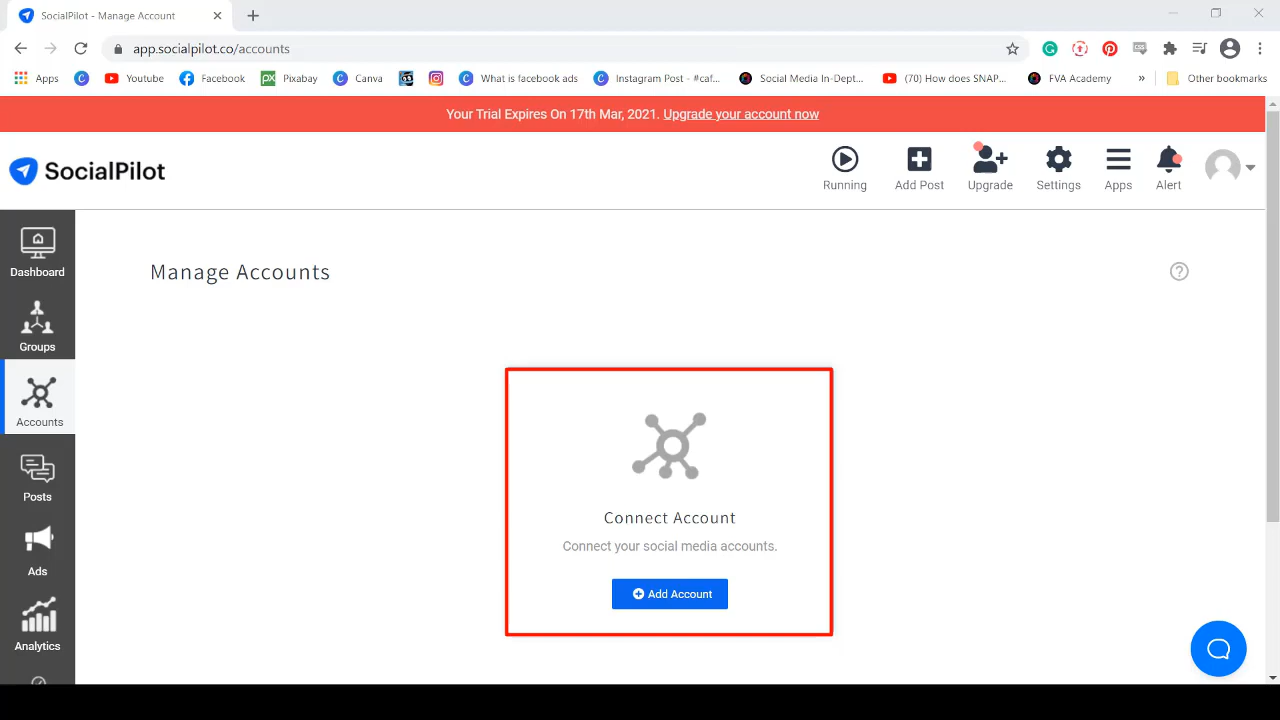 SocialPilot - Manage Account
app.socialpilot.co/accounts
Apps Youtube Facebook Pixabay Canva What is facebook ads Instagram Post - #caf... Social Media In-Dept... (70) How does SNAP... FVA Academy » Other bookmarks
Your Trial Expires On 17th Mar, 2021. Upgrade your account now
SocialPilot
Running Add Post Upgrade Settings Apps Alert
Dashboard
Groups
Accounts
Posts
Ads
Analytics
Manage Accounts
Connect Account
Connect your social media accounts.
Add Account